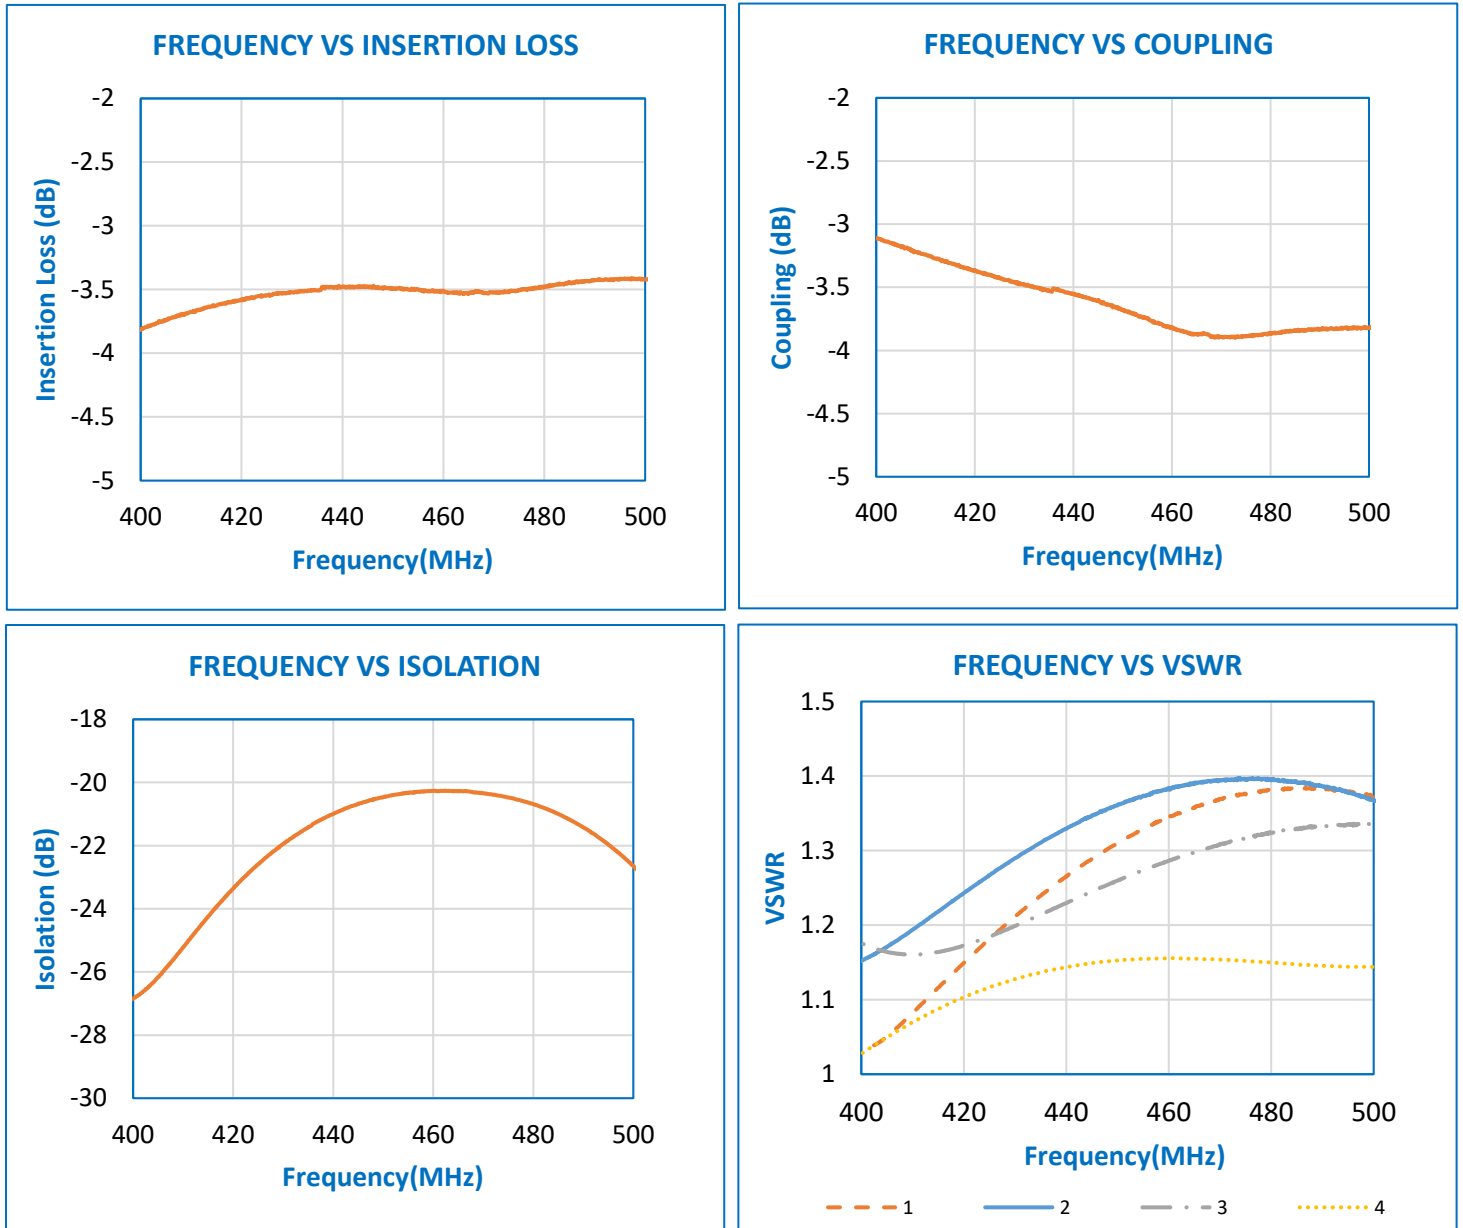 FREQUENCY VS INSERTION LOSS
-2
-2.5
-3
-3.5
-4
-4.5
-5
Insertion Loss (dB)
400 420 440 460 480 500
Frequency(MHz)
FREQUENCY VS COUPLING
-2
-2.5
-3
-3.5
-4
-4.5
-5
Coupling (dB)
400 420 440 460 480 500
Frequency(MHz)
FREQUENCY VS ISOLATION
-18
-20
-22
-24
-26
-28
-30
Isolation (dB)
400 420 440 460 480 500
Frequency(MHz)
FREQUENCY VS VSWR
1.5
1.4
1.3
1.2
1.1
1
VSWR
400 420 440 460 480 500
Frequency(MHz)
1 2 3 4